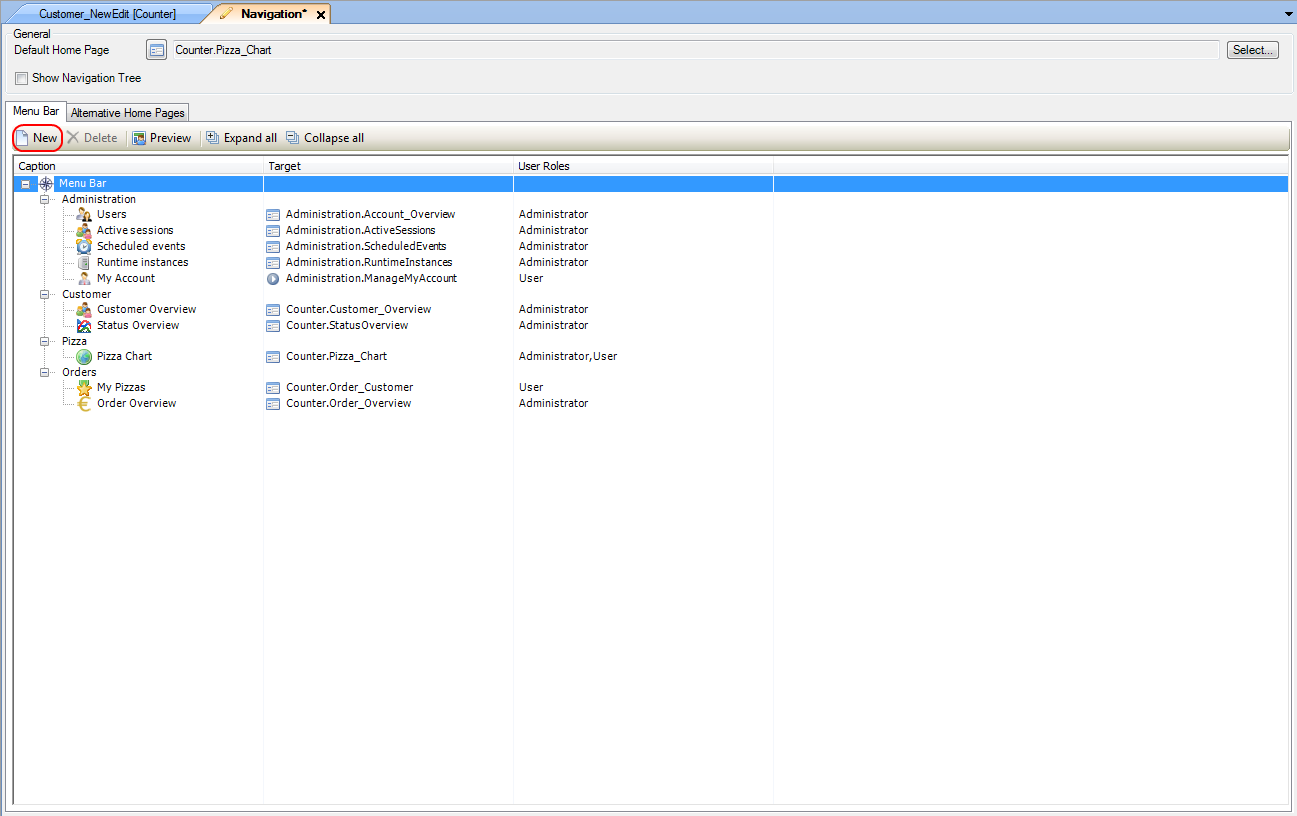 Customer_NewEdit [Counter] Navigation*
General
Default Home Page Counter.Pizza_Chart Select...
Show Navigation Tree
Menu Bar Alternative Home Pages
New Delete Preview Expand all Collapse all
Caption Target User Roles
Menu Bar
Administration
Users Administration.Account_Overview Administrator
Active sessions Administration.ActiveSessions Administrator
Scheduled events Administration.ScheduledEvents Administrator
Runtime instances Administration.RuntimeInstances Administrator
My Account Administration.ManageMyAccount User
Customer
Customer Overview Counter.Customer_Overview Administrator
Status Overview Counter.StatusOverview Administrator
Pizza
Pizza Chart Counter.Pizza_Chart Administrator,User
Orders
My Pizzas Counter.Order_Customer User
Order Overview Counter.Order_Overview Administrator